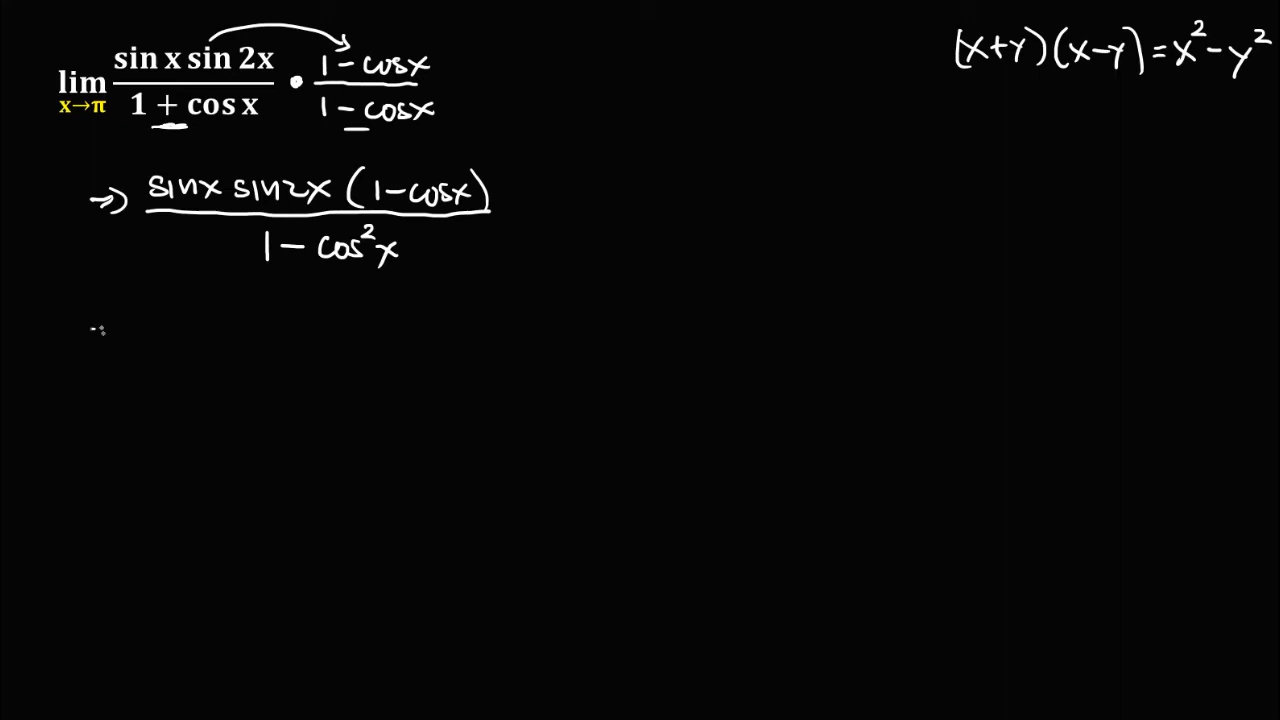 lim x→π sin x sin 2x / 1 + cos x • 1 - cosx / 1 - cosx
(x+y)(x-y) = x² - y²
⇒ sinx sin2x (1 - cosx) / 1 - cos²x